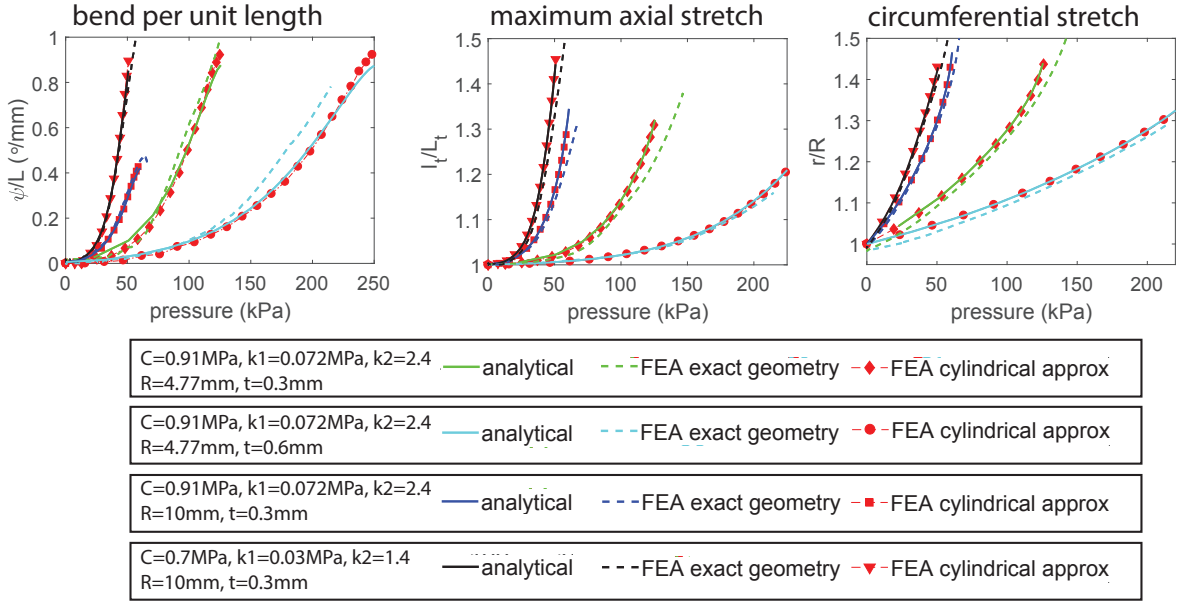 bend per unit length
maximum axial stretch
circumferential stretch
ψ/L (º/mm)
1
0.8
0.6
0.4
0.2
0
0 50 100 150 200 250
pressure (kPa)
l_t/L_t
1.5
1.4
1.3
1.2
1.1
1
0 50 100 150 200
pressure (kPa)
r/R
1.5
1.4
1.3
1.2
1.1
1
0 50 100 150 200
pressure (kPa)
C=0.91MPa, k1=0.072MPa, k2=2.4
R=4.77mm, t=0.3mm
analytical FEA exact geometry FEA cylindrical approx
C=0.91MPa, k1=0.072MPa, k2=2.4
R=4.77mm, t=0.6mm
analytical FEA exact geometry FEA cylindrical approx
C=0.91MPa, k1=0.072MPa, k2=2.4
R=10mm, t=0.3mm
analytical FEA exact geometry FEA cylindrical approx
C=0.7MPa, k1=0.03MPa, k2=1.4
R=10mm, t=0.3mm
analytical FEA exact geometry FEA cylindrical approx